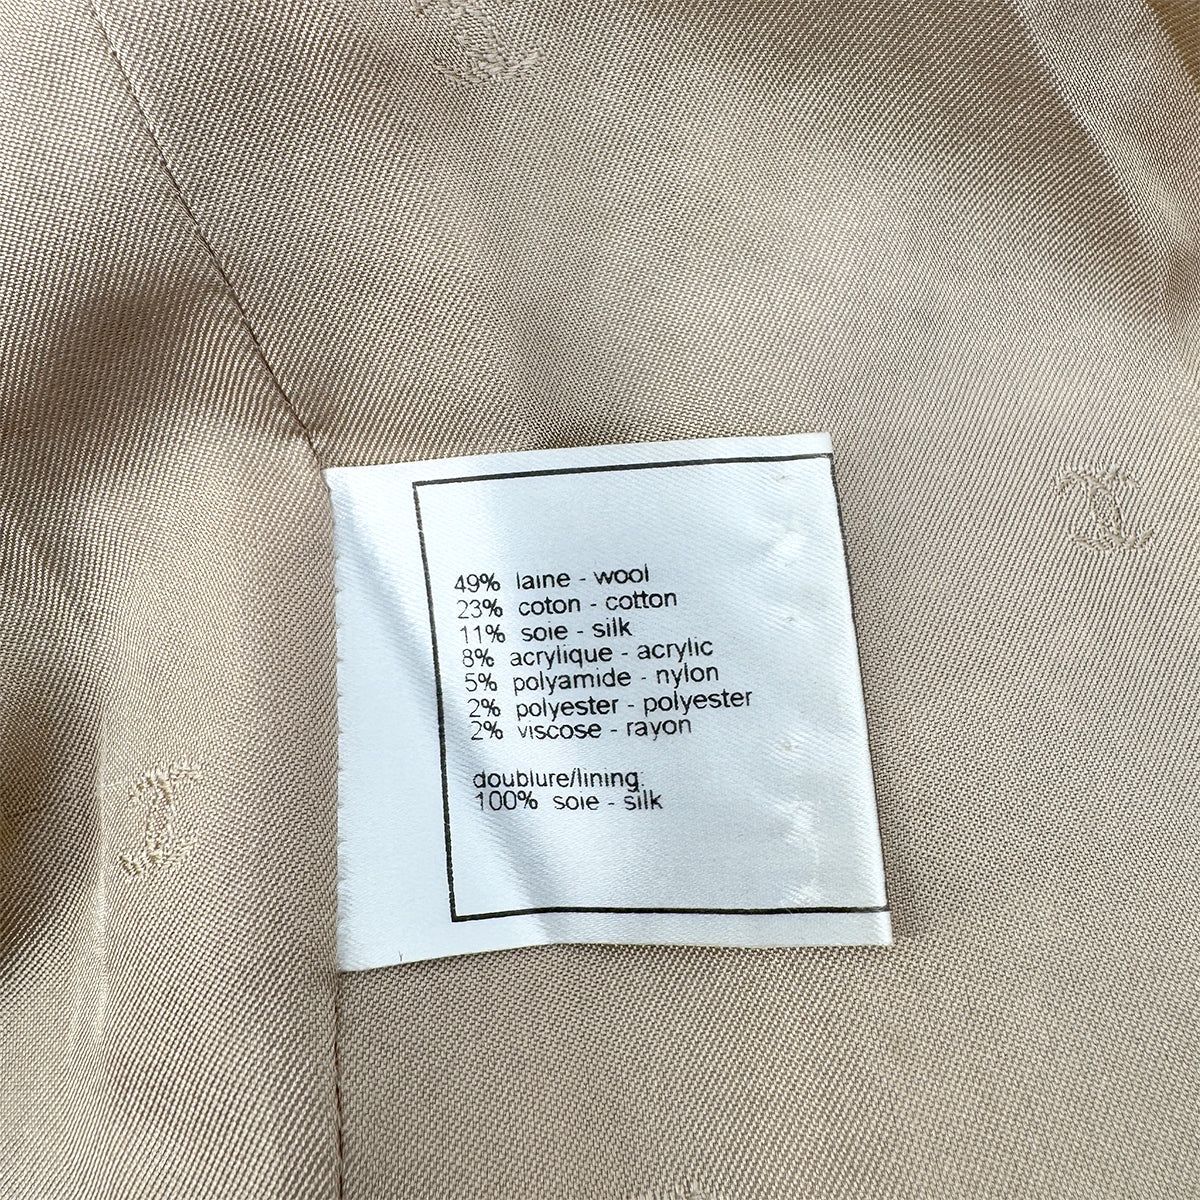 49% laine - wool
23% coton - cotton
11% soie - silk
8% acrylique - acrylic
5% polyamide - nylon
2% polyester - polyester
2% viscose - rayon
doublure/lining.
100% soie - silk